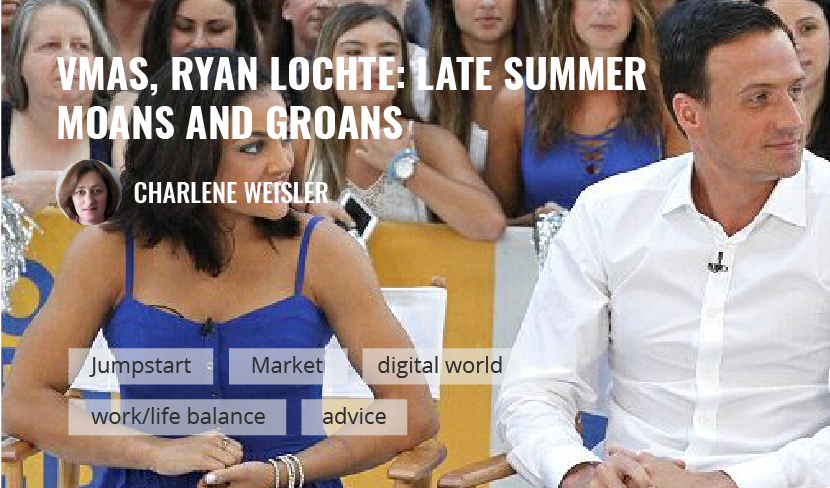 VMAS, RYAN LOCHTE: LATE SUMMER
MOANS AND GROANS
CHARLENE WEISLER
Jumpstart Market digital world
work/life balance advice